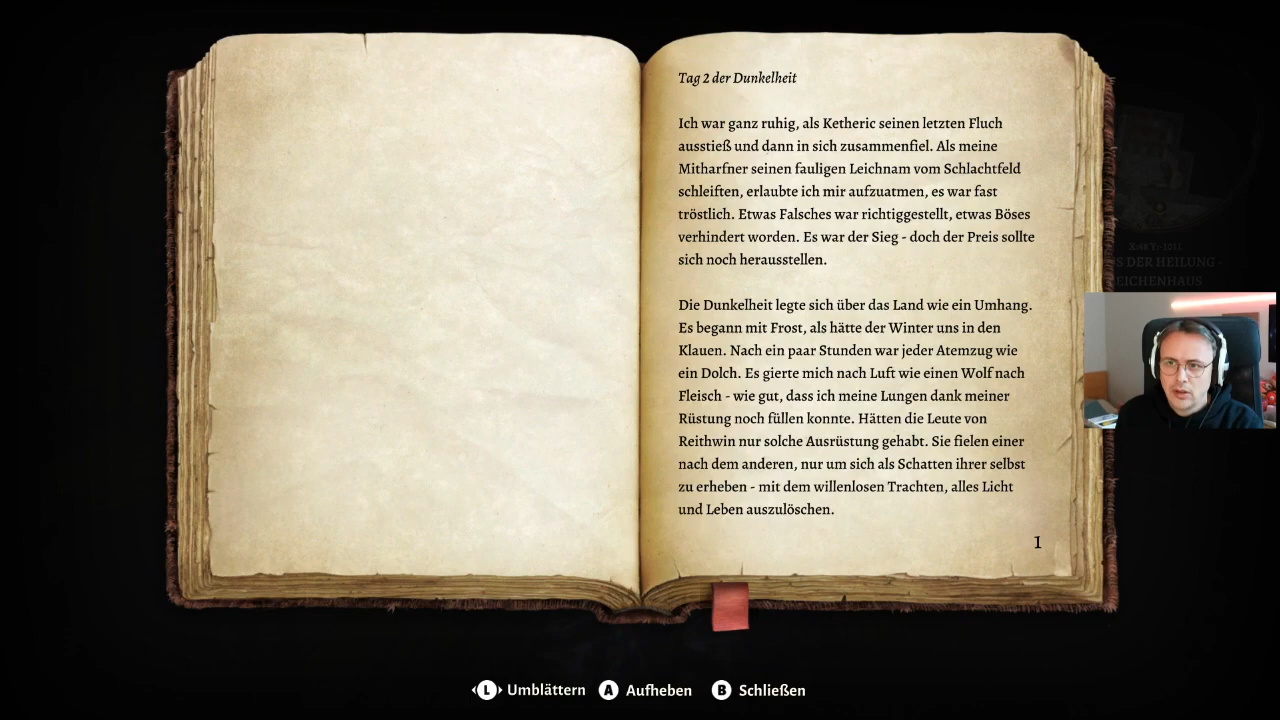 Tag 2 der Dunkelheit
Ich war ganz ruhig, als Ketheric seinen letzten Fluch
ausstieß und dann in sich zusammenfiel. Als meine
Mitharfner seinen fauligen Leichnam vom Schlachtfeld
schleiften, erlaubte ich mir aufzuatmen, es war fast
tröstlich. Etwas Falsches war richtiggestellt, etwas Böses
verhindert worden. Es war der Sieg - doch der Preis sollte
sich noch herausstellen.
Die Dunkelheit legte sich über das Land wie ein Umhang.
Es begann mit Frost, als hätte der Winter uns in den
Klauen. Nach ein paar Stunden war jeder Atemzug wie
ein Dolch. Es gierte mich nach Luft wie einen Wolf nach
Fleisch - wie gut, dass ich meine Lungen dank meiner
Rüstung noch füllen konnte. Hätten die Leute von
Reithwin nur solche Ausrüstung gehabt. Sie fielen einer
nach dem anderen, nur um sich als Schatten ihrer selbst
zu erheben - mit dem willenlosen Trachten, alles Licht
und Leben auszulöschen.
1
S DER HEILUNG -
EICHENHAUS
L Umblättern A Aufheben B Schließen